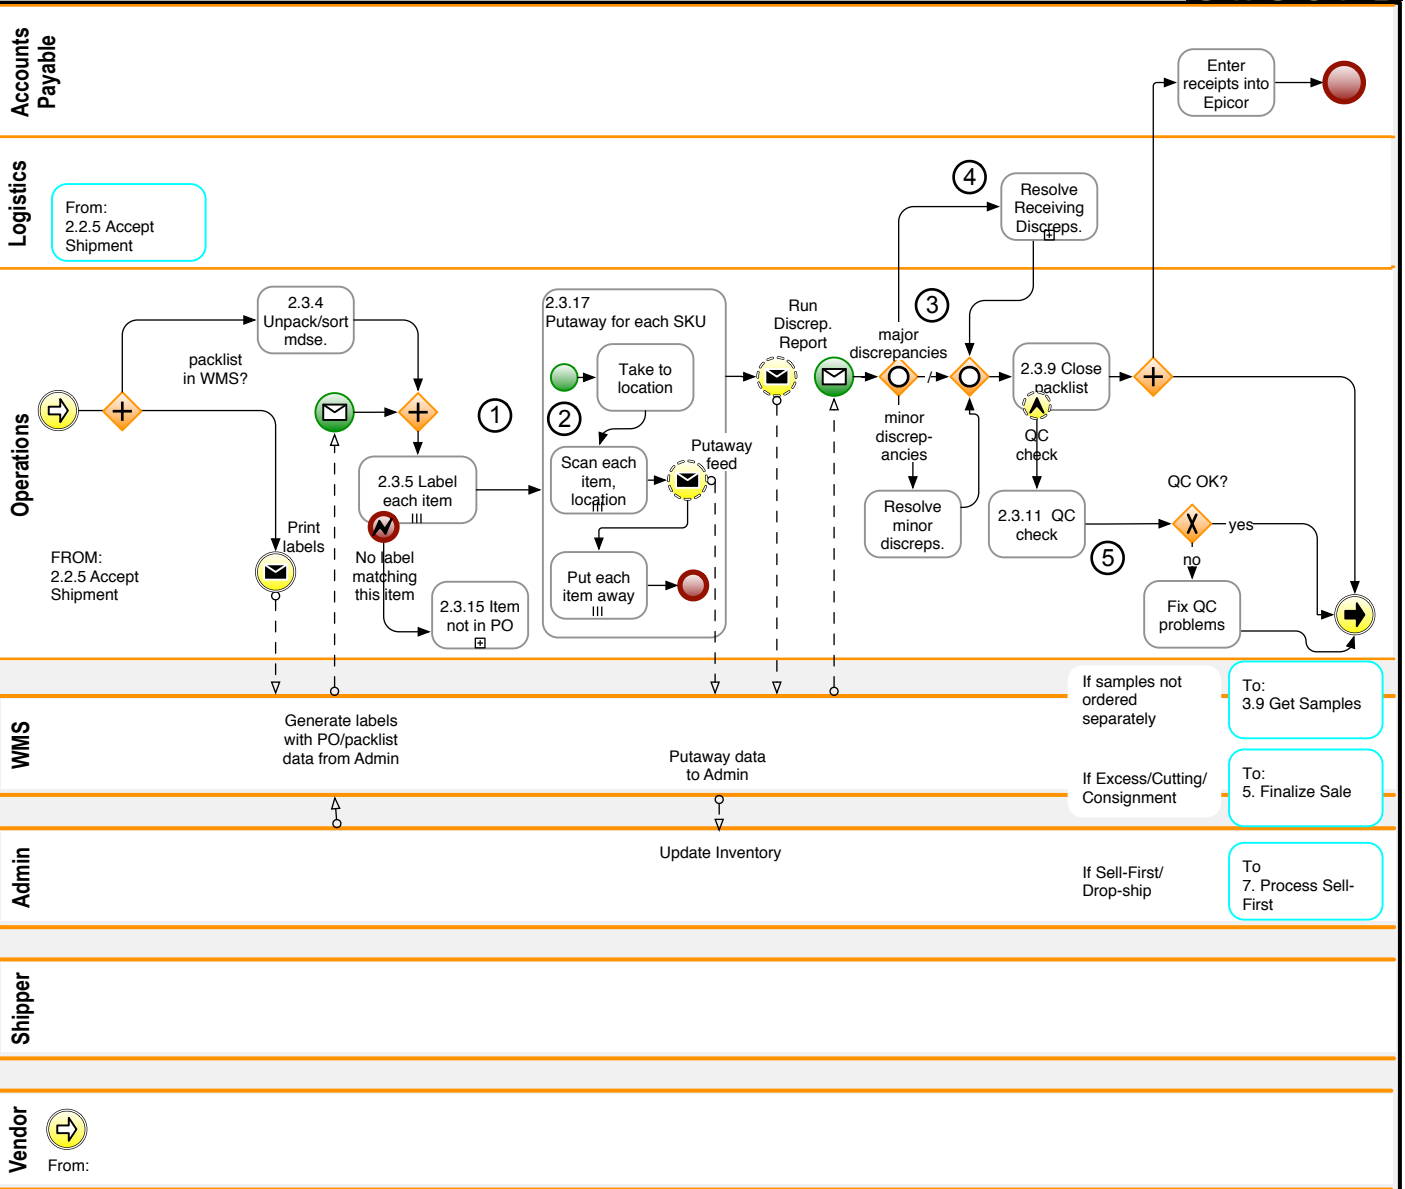 Accounts
Payable
Enter
receipts into
Epicor
Logistics
From:
2.2.5 Accept
Shipment
4
Resolve
Receiving
Discreps.
Operations
2.3.4
Unpack/sort
mdse.
packlist
in WMS?
Print
labels
FROM:
2.2.5 Accept
Shipment
2.3.5 Label
each item
No label
matching
this item
2.3.15 Item
not in PO
1
2.3.17
Putaway for each SKU
Take to
location
2
Scan each
item,
location
Putaway
feed
Put each
item away
Run
Discrep.
Report
3
major
discrepancies
minor
discrep-
ancies
Resolve
minor
discreps.
2.3.9 Close
packlist
QC
check
2.3.11 QC
check
5
QC OK?
yes
no
Fix QC
problems
WMS
Generate labels
with PO/packlist
data from Admin
Putaway data
to Admin
If samples not
ordered
separately
To:
3.9 Get Samples
If Excess/Cutting/
Consignment
To:
5. Finalize Sale
Admin
Update Inventory
If Sell-First/
Drop-ship
To
7. Process Sell-
First
Shipper
Vendor
From: